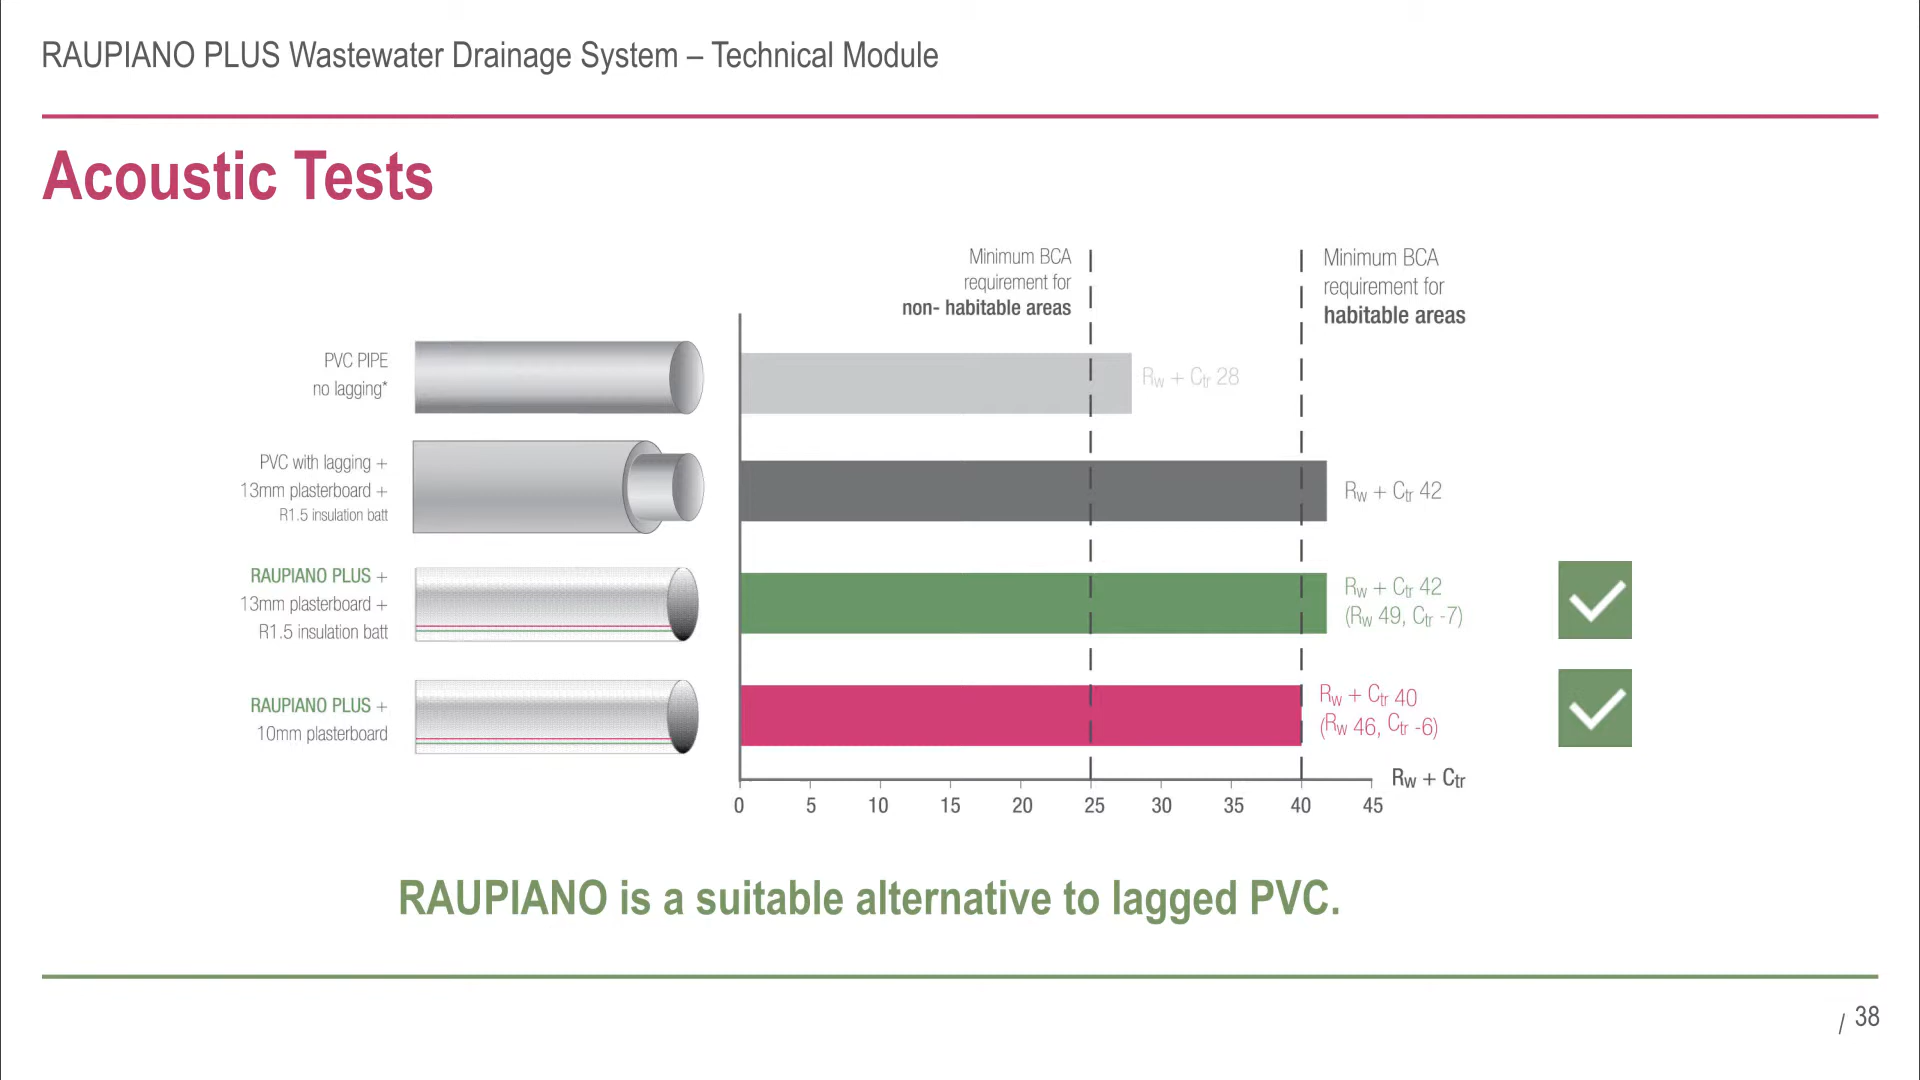 RAUPIANO PLUS Wastewater Drainage System – Technical Module
Acoustic Tests
Minimum BCA
requirement for
non- habitable areas
Minimum BCA
requirement for
habitable areas
PVC PIPE
no lagging*
Rw + Ctr 28
PVC with lagging +
13mm plasterboard +
R1.5 insulation batt
Rw + Ctr 42
RAUPIANO PLUS +
13mm plasterboard +
R1.5 insulation batt
Rw + Ctr 42
(Rw 49, Ctr -7)
RAUPIANO PLUS +
10mm plasterboard
Rw + Ctr 40
(Rw 46, Ctr -6)
Rw + Ctr
0 5 10 15 20 25 30 35 40 45
RAUPIANO is a suitable alternative to lagged PVC.
/ 38